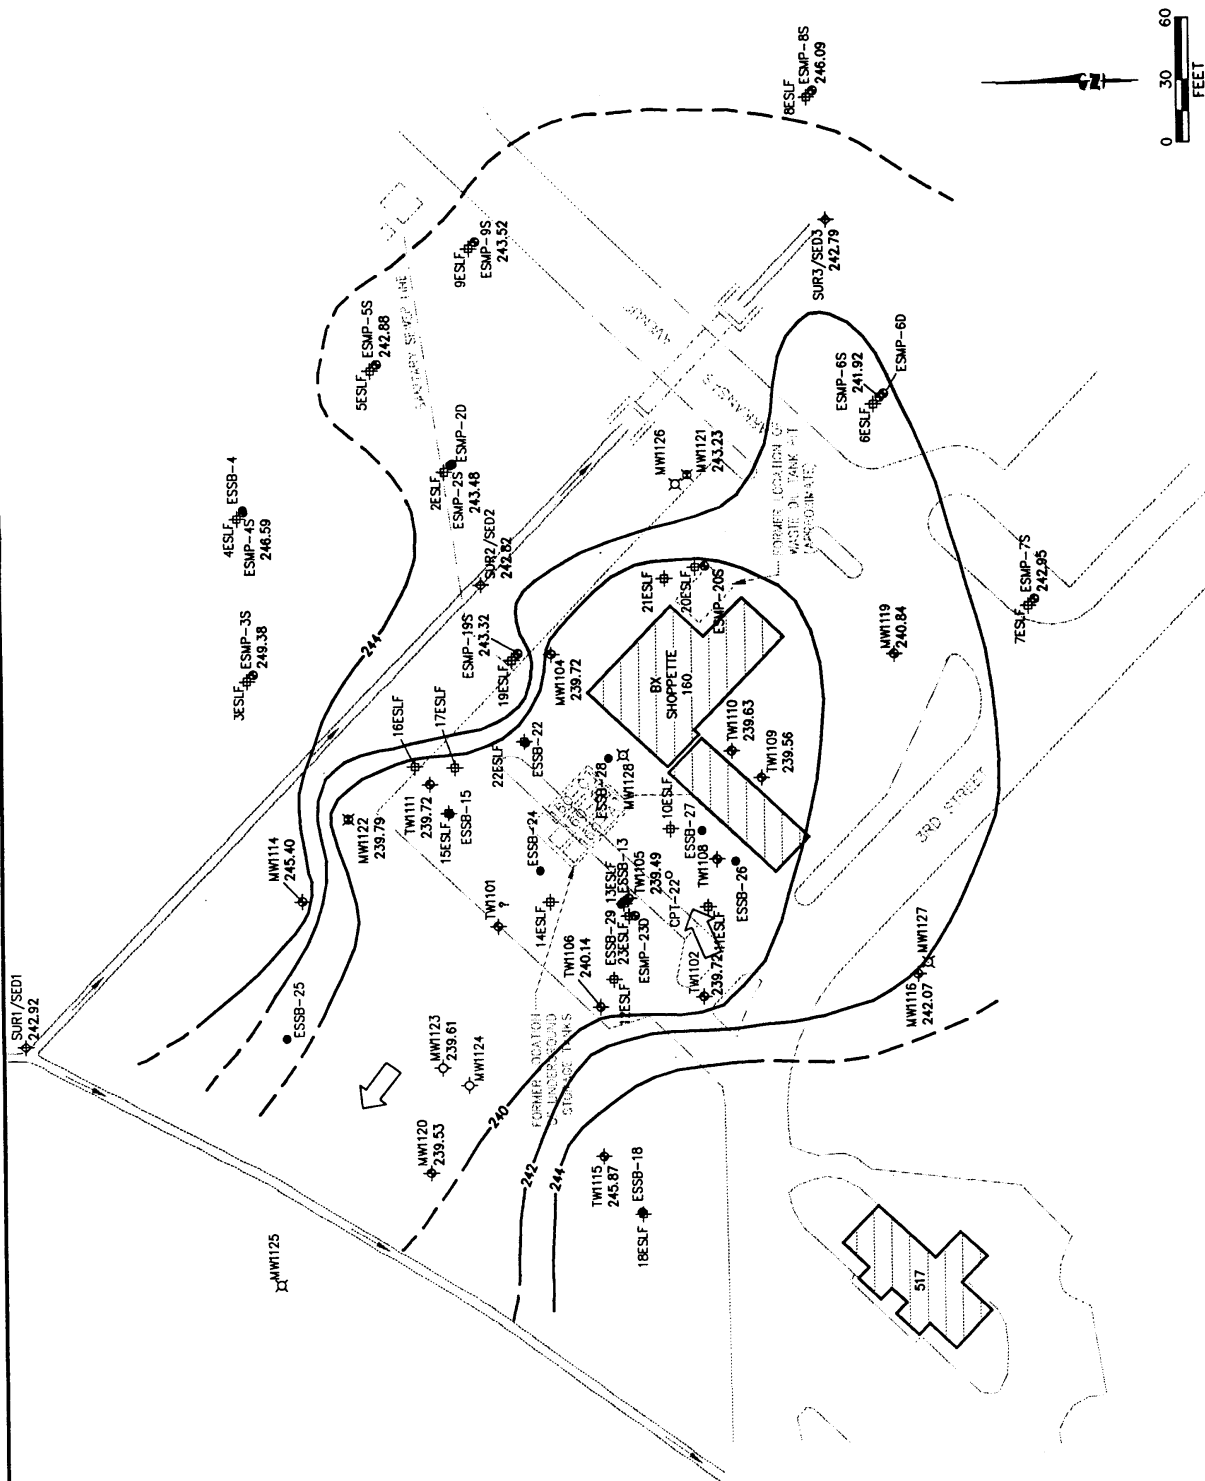 SUR1/SED1
242.92
MW1125
ESSB-25
MW1114
245.40
3ESLF
ESMP-3S
249.38
4ESLF
ESSB-4
ESMP-4S
246.59
244
5ESLF
ESMP-5S
242.88
SANITARY SEWER LINE
9ESLF
ESMP-9S
243.52
8ESLF
ESMP-8S
246.09
0 30 60
FEET
2ESLF
ESMP-2D
ESMP-2S
243.48
SUR2/SED2
242.82
ESMP-19S
243.32
19ESLF
MW1104
239.72
16ESLF
17ESLF
TW1111
239.72
MW1122
239.79
15ESLF
ESSB-15
22ESLF
ESSB-22
MW1123
239.61
MW1124
MW1120
239.53
240
242
244
FORMER LOCATION
OF UNDERGROUND
STORAGE TANKS
TW1101
?
14ESLF
ESSB-24
ESSB-28
MW1128
TW1106
240.14
12ESLF
ESSB-29
23ESLF
ESMP-23D
13ESLF
ESSB-13
TW1105
239.49
CPT-22
10ESLF
ESSB-27
TW1108
ESSB-26
11ESLF
TW1102
239.72
BX
SHOPPETTE
160
TW1110
239.63
TW1109
239.56
21ESLF
20ESLF
ESMP-20S
MW1126
MW1121
243.23
FORMER LOCATION OF
WASTE OIL TANK PIT
(APPROXIMATE)
ARKANSAS
AVENUE
SUR3/SED3
242.79
ESMP-6S
241.92
6ESLF
ESMP-6D
MW1119
240.84
7ESLF
ESMP-7S
242.95
3RD STREET
MW1116
242.07
MW1127
TW1115
245.87
18ESLF
ESSB-18
517